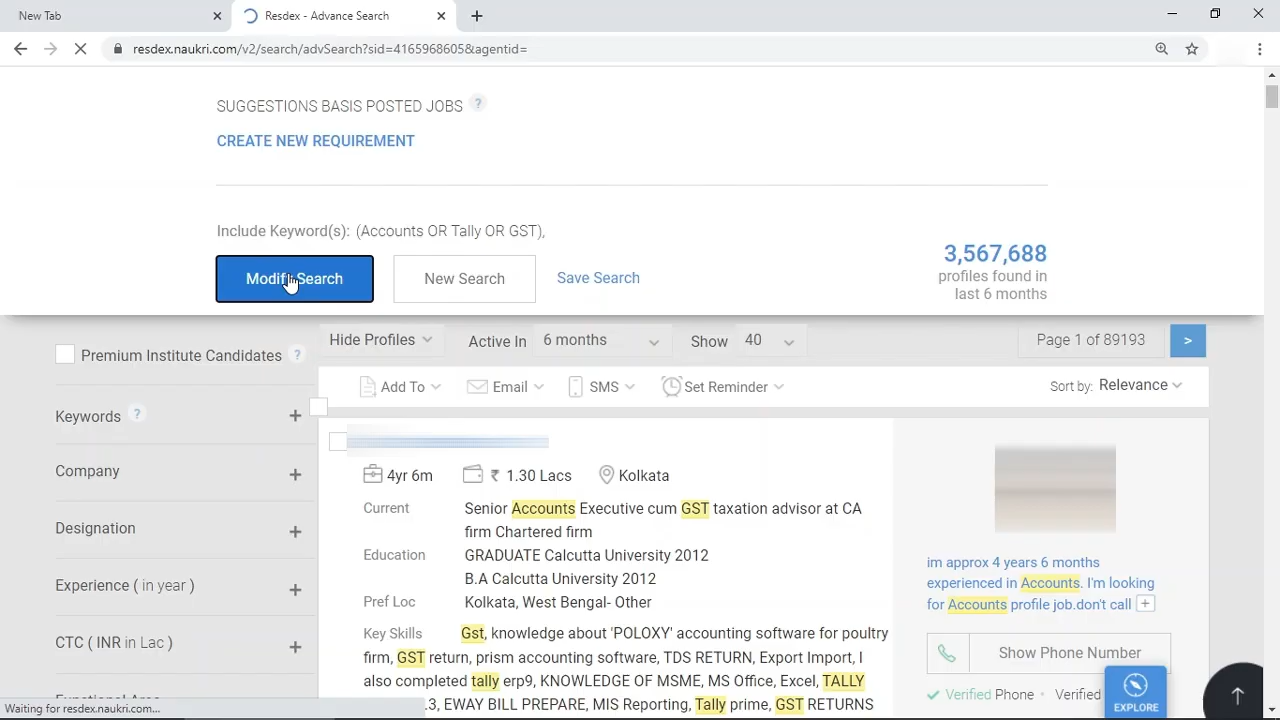 New Tab
Resdex - Advance Search
resdex.naukri.com/v2/search/advSearch?sid=4165968605&agentid=
SUGGESTIONS BASIS POSTED JOBS ?
CREATE NEW REQUIREMENT
Include Keyword(s): (Accounts OR Tally OR GST),
Modify Search
New Search
Save Search
3,567,688
profiles found in
last 6 months
Premium Institute Candidates ?
Keywords ?
Company
Designation
Experience ( in year )
CTC ( INR in Lac )
Functional Area
Hide Profiles
Active In 6 months
Show 40
Page 1 of 89193 >
Add To
Email
SMS
Set Reminder
Sort by: Relevance
4yr 6m ₹ 1.30 Lacs Kolkata
Current Senior Accounts Executive cum GST taxation advisor at CA
firm Chartered firm
Education GRADUATE Calcutta University 2012
B.A Calcutta University 2012
Pref Loc Kolkata, West Bengal- Other
Key Skills Gst, knowledge about 'POLOXY' accounting software for poultry
firm, GST return, prism accounting software, TDS RETURN, Export Import, I
also completed tally erp9, KNOWLEDGE OF MSME, MS Office, Excel, TALLY
.3, EWAY BILL PREPARE, MIS Reporting, Tally prime, GST RETURNS
im approx 4 years 6 months
experienced in Accounts. I'm looking
for Accounts profile job.don't call +
Show Phone Number
Verified Phone • Verified
EXPLORE
Waiting for resdex.naukri.com...